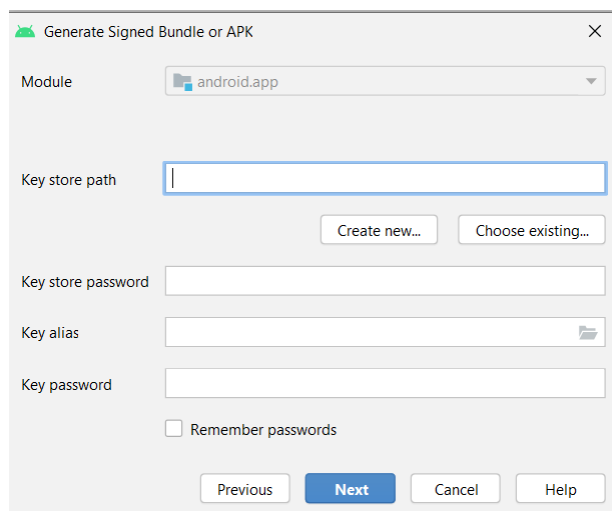 Generate Signed Bundle or APK
Module
android.app
Key store path
Create new... Choose existing...
Key store password
Key alias
Key password
Remember passwords
Previous Next Cancel Help